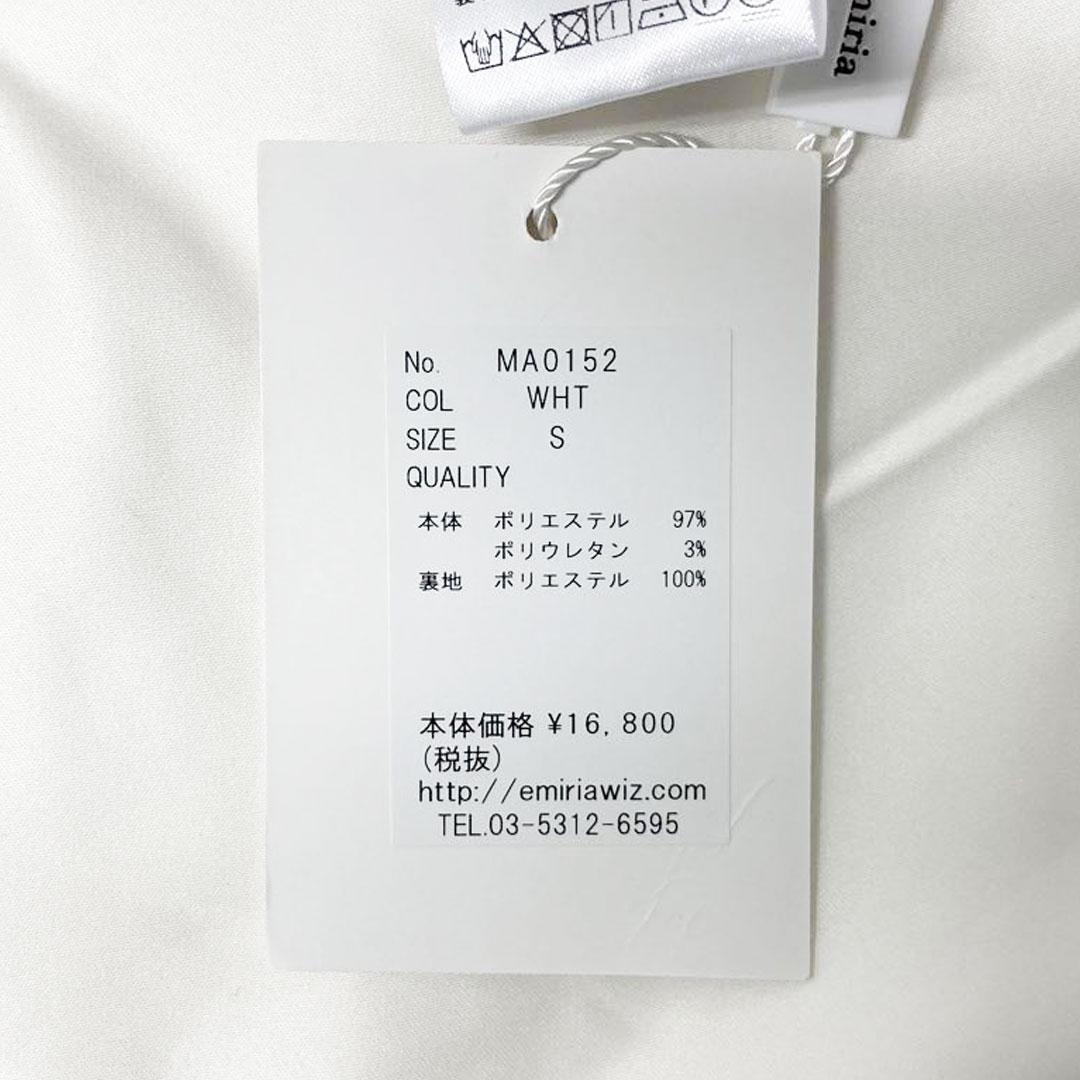 miria
No. MA0152
COL WHT
SIZE S
QUALITY
本体 ポリエステル 97%
ポリウレタン 3%
裏地 ポリエステル 100%
本体価格 ¥16,800
(税抜)
http://emiriawiz.com
TEL.03-5312-6595